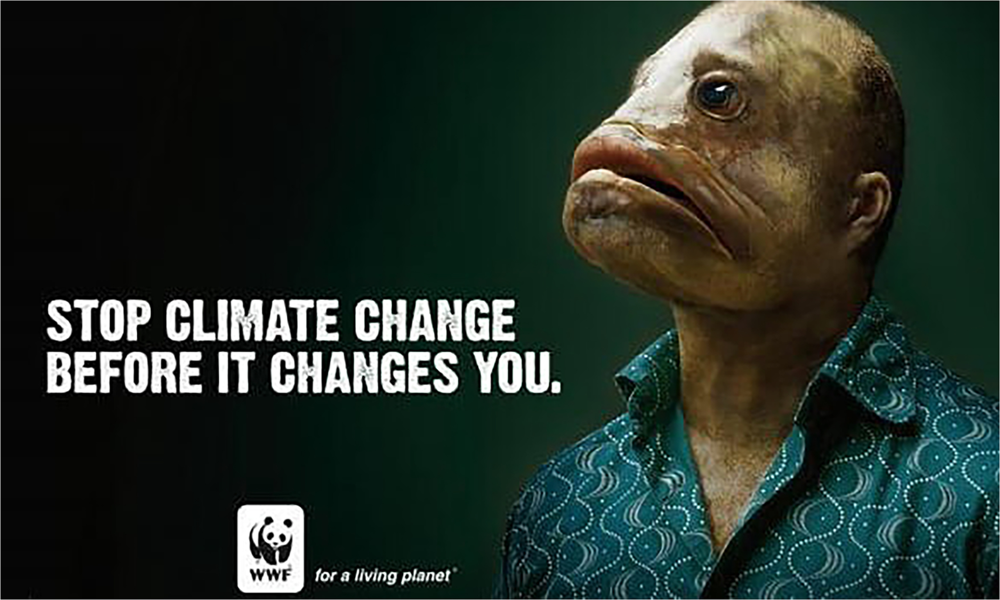 STOP CLIMATE CHANGE
BEFORE IT CHANGES YOU.
WWF
for a living planet®